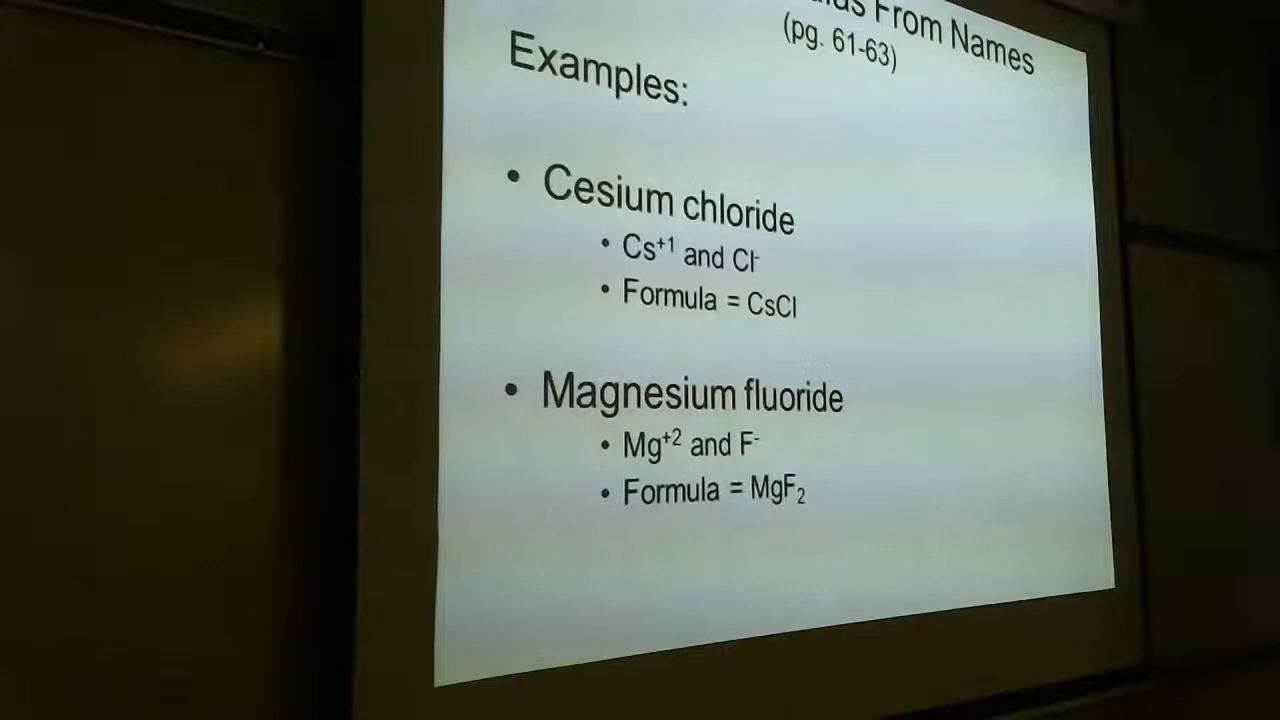 From Names
(pg. 61-63)
Examples:
• Cesium chloride
• Cs⁺¹ and Cl⁻
• Formula = CsCl
• Magnesium fluoride
• Mg⁺² and F⁻
• Formula = MgF₂